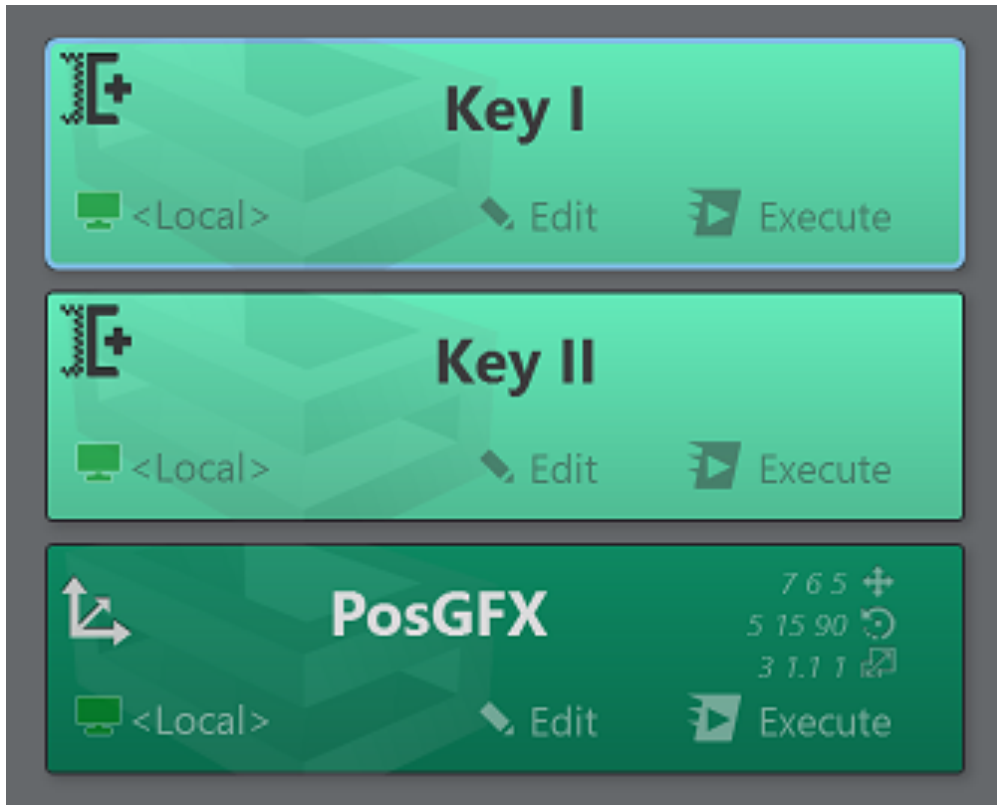 Key I
<Local> Edit Execute
Key II
<Local> Edit Execute
PosGFX
7 6 5
5 15 90
3 1.1 1
<Local> Edit Execute